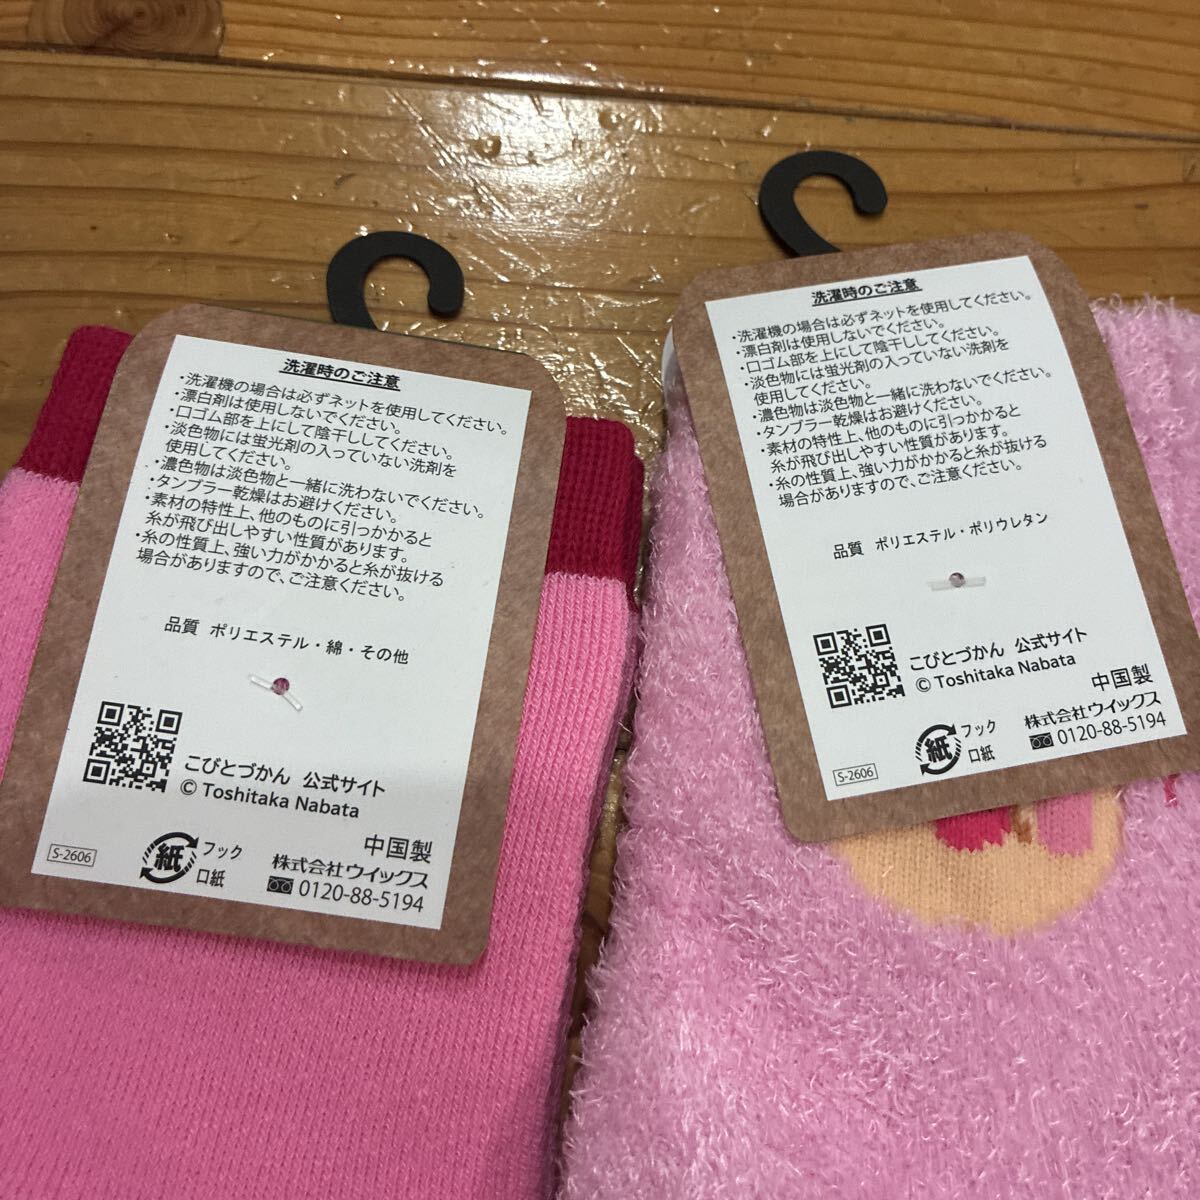 洗濯時のご注意
・洗濯機の場合は必ずネットを使用してください。
・漂白剤は使用しないでください。
・口ゴム部を上にして陰干ししてください。
・淡色物には蛍光剤の入っていない洗剤を
使用してください。
・濃色物は淡色物と一緒に洗わないでください。
・タンブラー乾燥はお避けください。
・素材の特性上、他のものに引っかかると
糸が飛び出しやすい性質があります。
・糸の性質上、強い力がかかると糸が抜ける
場合がありますので、ご注意ください。
品質 ポリエステル・綿・その他
こびとづかん 公式サイト
© Toshitaka Nabata
中国製
S-2606
紙
フック
口紙
株式会社ウイックス
0120-88-5194
洗濯時のご注意
・洗濯機の場合は必ずネットを使用してください。
・漂白剤は使用しないでください。
・口ゴム部を上にして陰干ししてください。
・淡色物には蛍光剤の入っていない洗剤を
使用してください。
・濃色物は淡色物と一緒に洗わないでください。
・タンブラー乾燥はお避けください。
・素材の特性上、他のものに引っかかると
糸が飛び出しやすい性質があります。
・糸の性質上、強い力がかかると糸が抜ける
場合がありますので、ご注意ください。
品質 ポリエステル・ポリウレタン
こびとづかん 公式サイト
© Toshitaka Nabata
中国製
S-2606
紙
フック
口紙
株式会社ウイックス
0120-88-5194